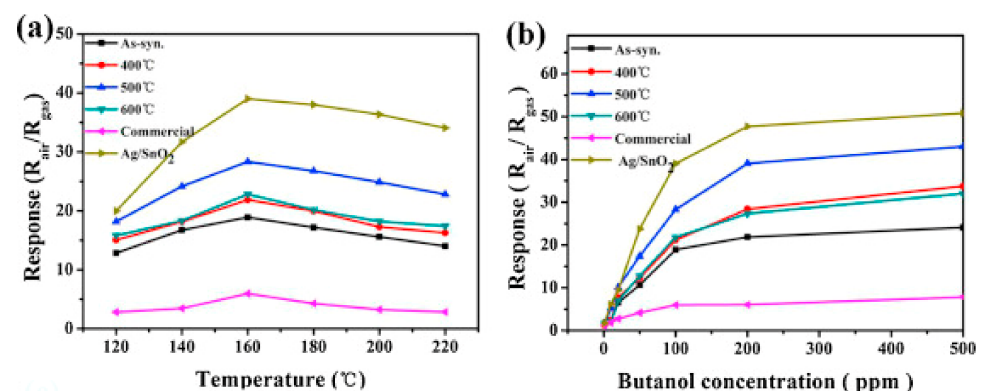 (a)
50
40
30
20
10
0
Response (Rair/Rgas)
As-syn.
400℃
500℃
600℃
Commercial
Ag/SnO2
120 140 160 180 200 220
Temperature (℃)
(b)
60
50
40
30
20
10
0
Response ( Rair/ Rgas)
As-syn.
400℃
500℃
600℃
Commercial
Ag/SnO2
0 100 200 300 400 500
Butanol concentration ( ppm )